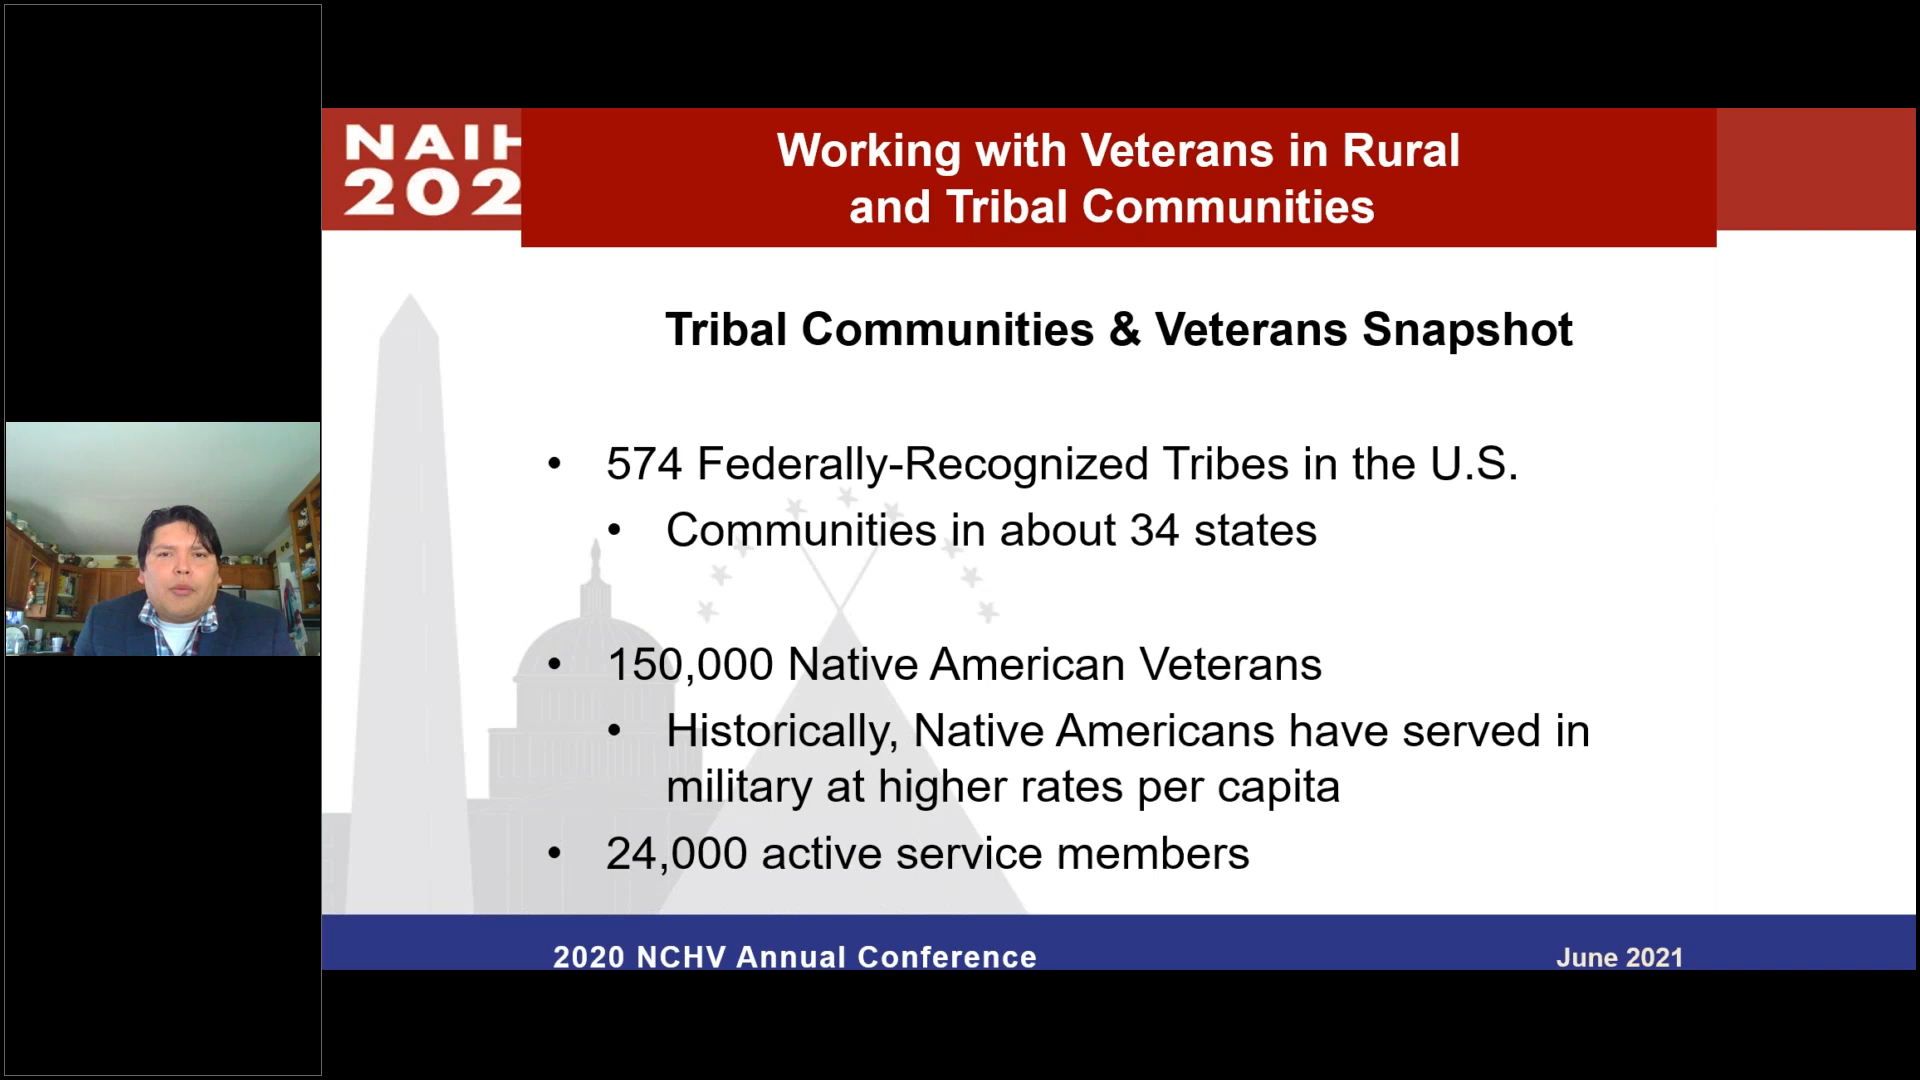 NAIH
202
Working with Veterans in Rural
and Tribal Communities
Tribal Communities & Veterans Snapshot
• 574 Federally-Recognized Tribes in the U.S.
• Communities in about 34 states
• 150,000 Native American Veterans
• Historically, Native Americans have served in
military at higher rates per capita
• 24,000 active service members
2020 NCHV Annual Conference
June 2021